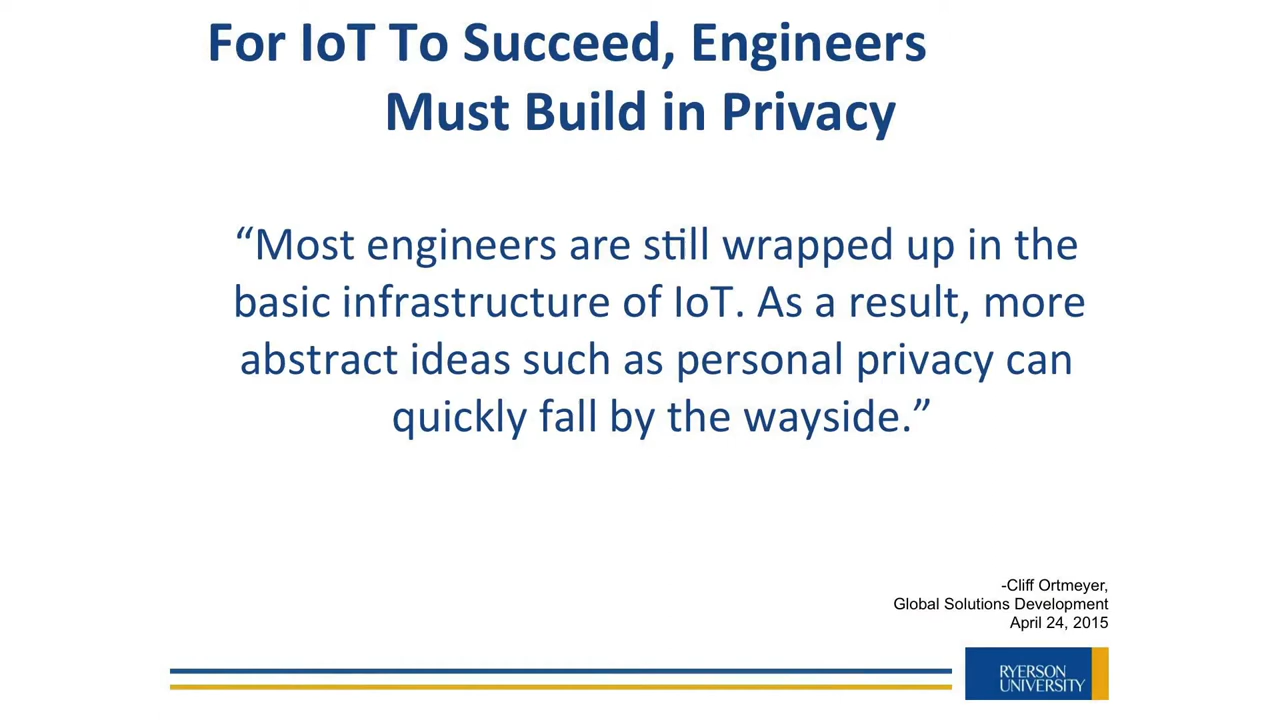 For IoT To Succeed, Engineers
Must Build in Privacy
“Most engineers are still wrapped up in the
basic infrastructure of IoT. As a result, more
abstract ideas such as personal privacy can
quickly fall by the wayside.”
-Cliff Ortmeyer,
Global Solutions Development
April 24, 2015
RYERSON
UNIVERSITY